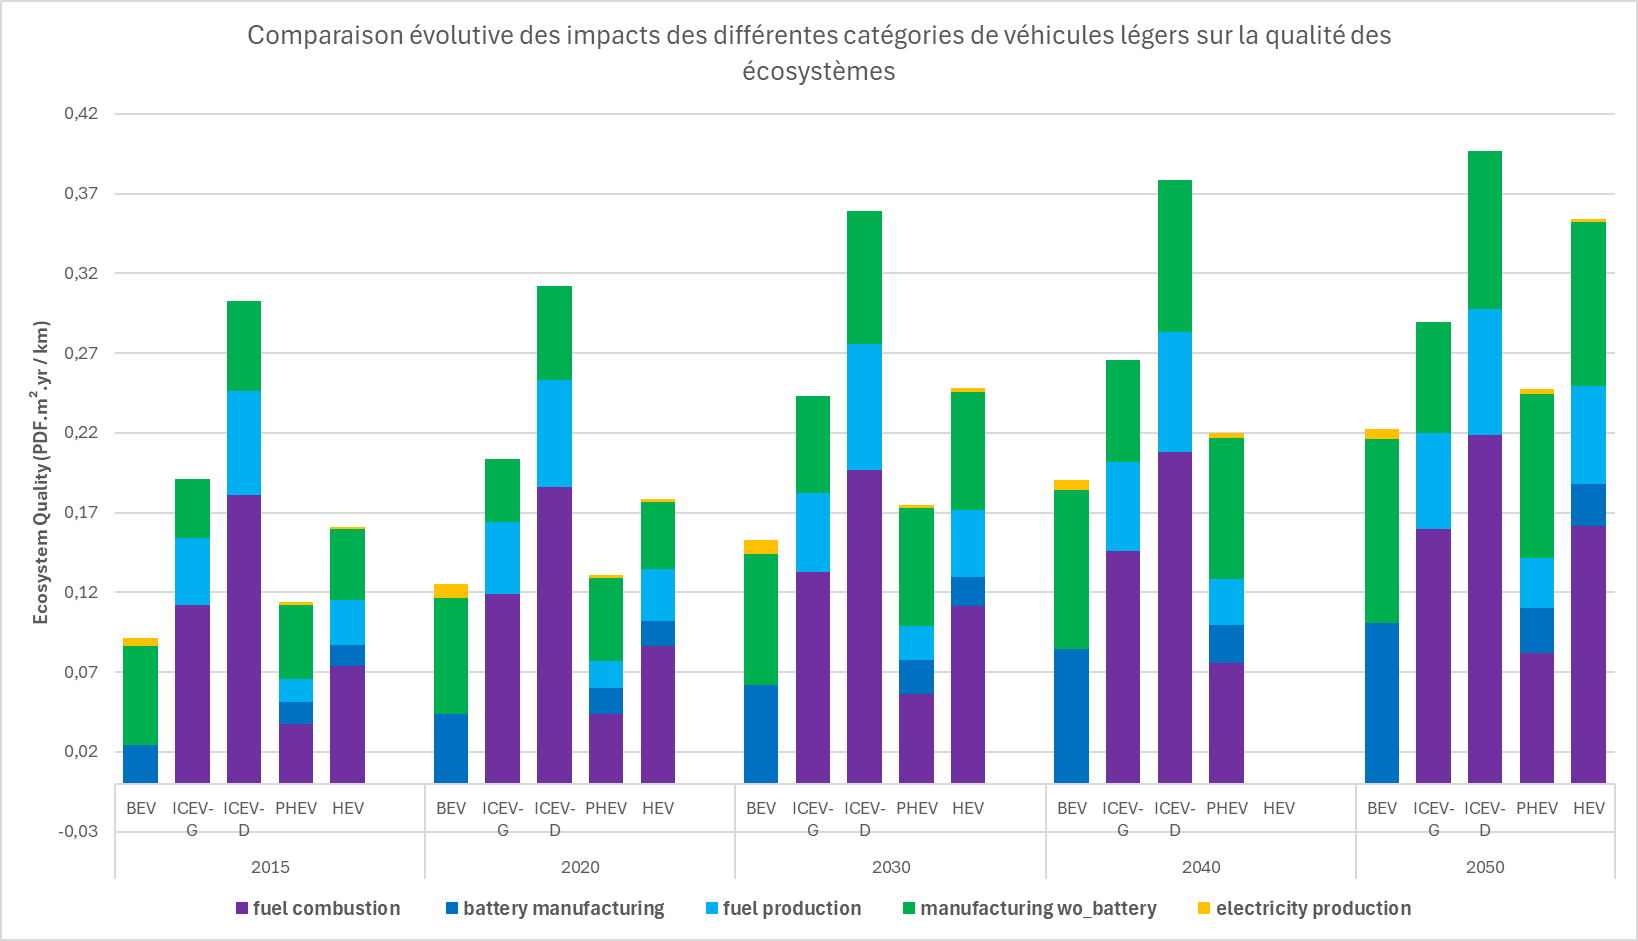 Comparaison évolutive des impacts des différentes catégories de véhicules légers sur la qualité des
écosystèmes
Ecosystem Quality (PDF.m².yr / km)
0,42
0,37
0,32
0,27
0,22
0,17
0,12
0,07
0,02
-0,03
BEV ICEV- ICEV- PHEV HEV BEV ICEV- ICEV- PHEV HEV BEV ICEV- ICEV- PHEV HEV BEV ICEV- ICEV- PHEV HEV BEV ICEV- ICEV- PHEV HEV
G D G D G D G D G D
2015 2020 2030 2040 2050
fuel combustion battery manufacturing fuel production manufacturing wo_battery electricity production